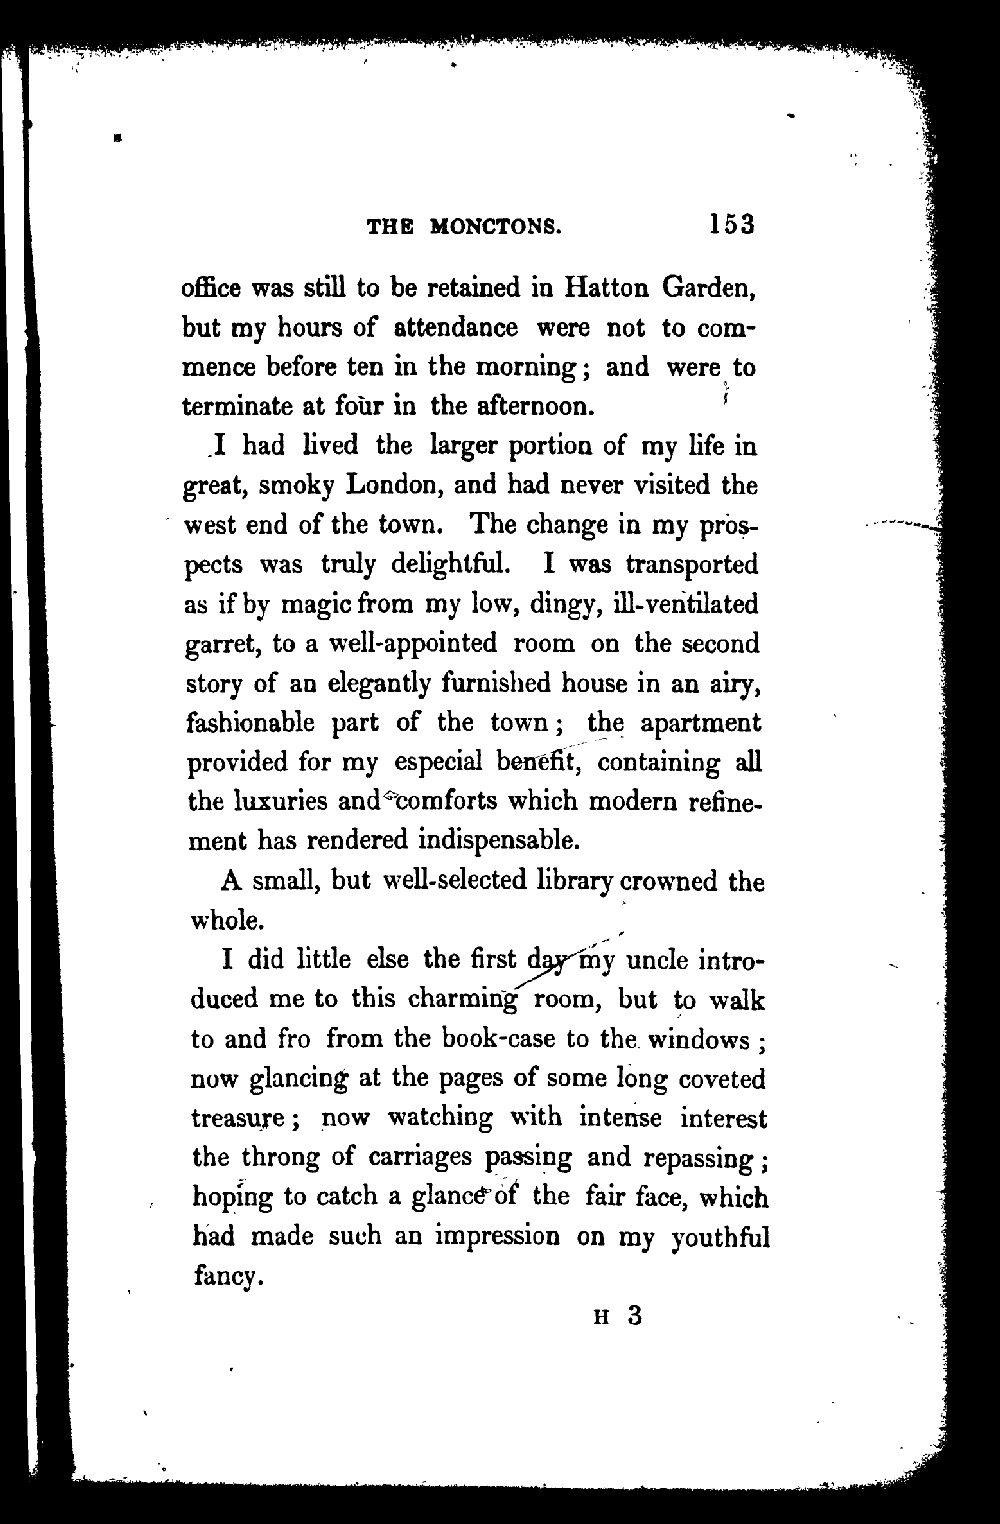 THE MONCTONS. 153
office was still to be retained in Hatton Garden,
but my hours of attendance were not to com-
mence before ten in the morning; and were to
terminate at four in the afternoon.
I had lived the larger portion of my life in
great, smoky London, and had never visited the
west end of the town. The change in my pros-
pects was truly delightful. I was transported
as if by magic from my low, dingy, ill-ventilated
garret, to a well-appointed room on the second
story of an elegantly furnished house in an airy,
fashionable part of the town; the apartment
provided for my especial benefit, containing all
the luxuries and comforts which modern refine-
ment has rendered indispensable.
A small, but well-selected library crowned the
whole.
I did little else the first day my uncle intro-
duced me to this charming room, but to walk
to and fro from the book-case to the windows;
now glancing at the pages of some long coveted
treasure; now watching with intense interest
the throng of carriages passing and repassing;
hoping to catch a glance of the fair face, which
had made such an impression on my youthful
fancy.
H 3